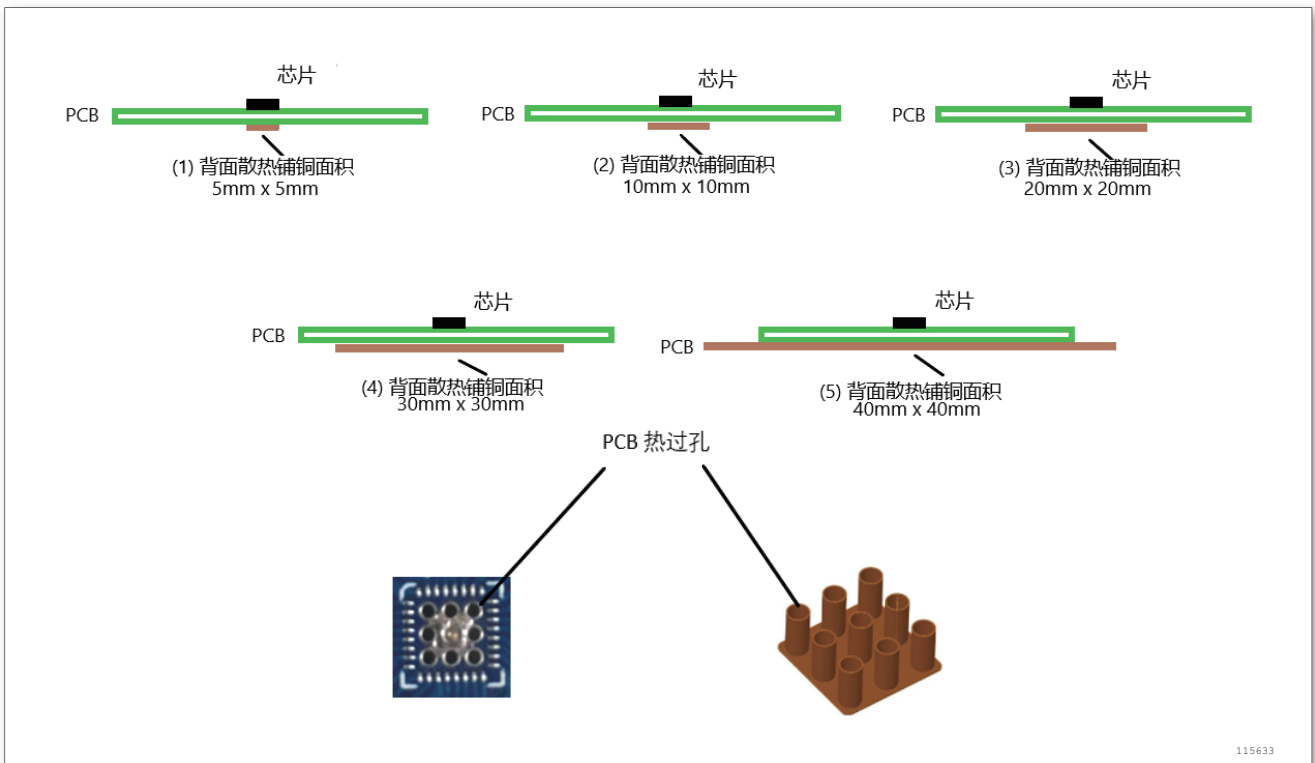 芯片
PCB
(1) 背面散热铺铜面积
5mm x 5mm
芯片
PCB
(2) 背面散热铺铜面积
10mm x 10mm
芯片
PCB
(3) 背面散热铺铜面积
20mm x 20mm
芯片
PCB
(4) 背面散热铺铜面积
30mm x 30mm
芯片
PCB
(5) 背面散热铺铜面积
40mm x 40mm
PCB 热过孔
115633